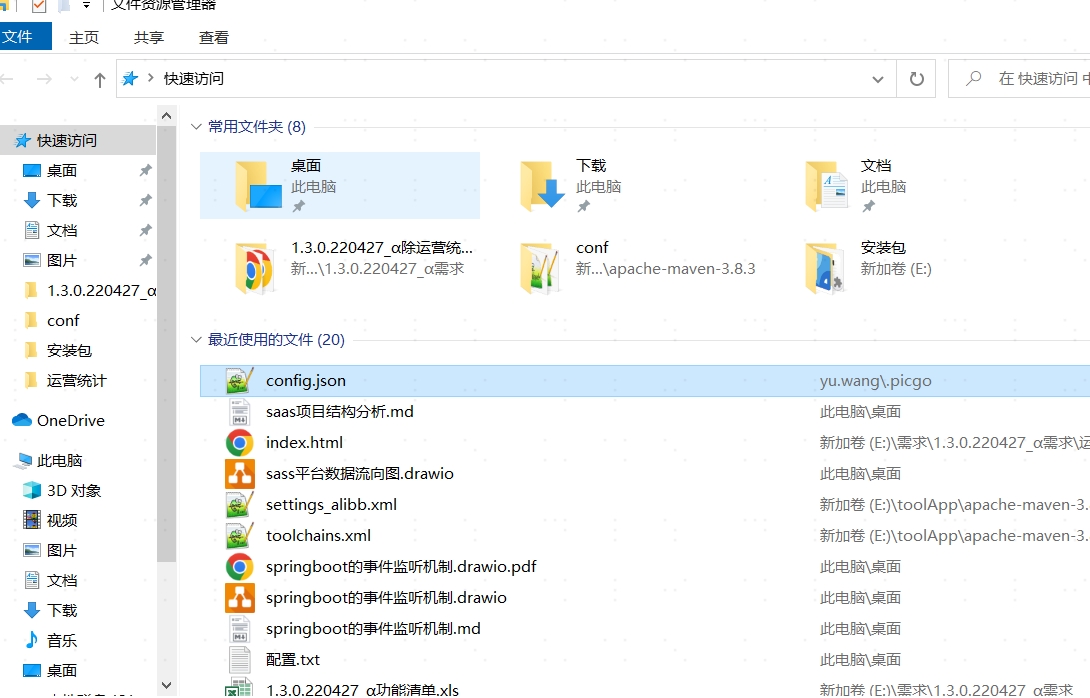 文件资源管理器
文件 主页 共享 查看
快速访问
在 快速访问 中
快速访问
桌面
下载
文档
图片
1.3.0.220427_α
conf
安装包
运营统计
OneDrive
此电脑
3D 对象
视频
图片
文档
下载
音乐
桌面
常用文件夹 (8)
桌面
此电脑
下载
此电脑
文档
此电脑
1.3.0.220427_α除运营统...
新...\1.3.0.220427_α需求
conf
新...\apache-maven-3.8.3
安装包
新加卷 (E:)
最近使用的文件 (20)
config.json yu.wang\.picgo
saas项目结构分析.md 此电脑\桌面
index.html 新加卷 (E:)\需求\1.3.0.220427_α需求\运
sass平台数据流向图.drawio 此电脑\桌面
settings_alibb.xml 新加卷 (E:)\toolApp\apache-maven-3.
toolchains.xml 新加卷 (E:)\toolApp\apache-maven-3.
springboot的事件监听机制.drawio.pdf 此电脑\桌面
springboot的事件监听机制.drawio 此电脑\桌面
springboot的事件监听机制.md 此电脑\桌面
配置.txt 此电脑\桌面
1.3.0.220427_α功能清单.xls 新加卷 (E:)\需求\1.3.0.220427_α需求